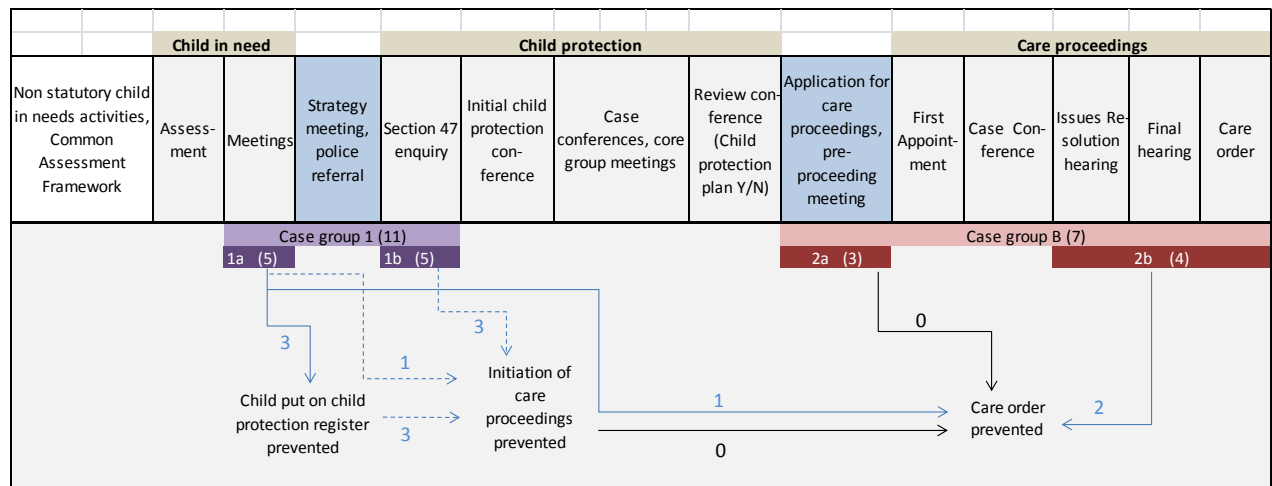 Child in need
Child protection
Care proceedings
Non statutory child
in needs activities,
Common
Assessment
Framework
Assess-
ment
Meetings
Strategy
meeting,
police
referral
Section 47
enquiry
Initial child
protection
con-
ference
Case
conferences, core
group meetings
Review con-
ference
(Child
protection
plan Y/N)
Application for
care
proceedings,
pre-
proceeding
meeting
First
Appoint-
ment
Case Con-
ference
Issues Re-
solution
hearing
Final
hearing
Care
order
Case group 1 (11)
Case group B (7)
1a (5)
1b (5)
2a (3)
2b (4)
3
1
3
0
Child put on child
protection register
prevented
3
Initiation of
care
proceedings
prevented
1
0
Care order
prevented
2